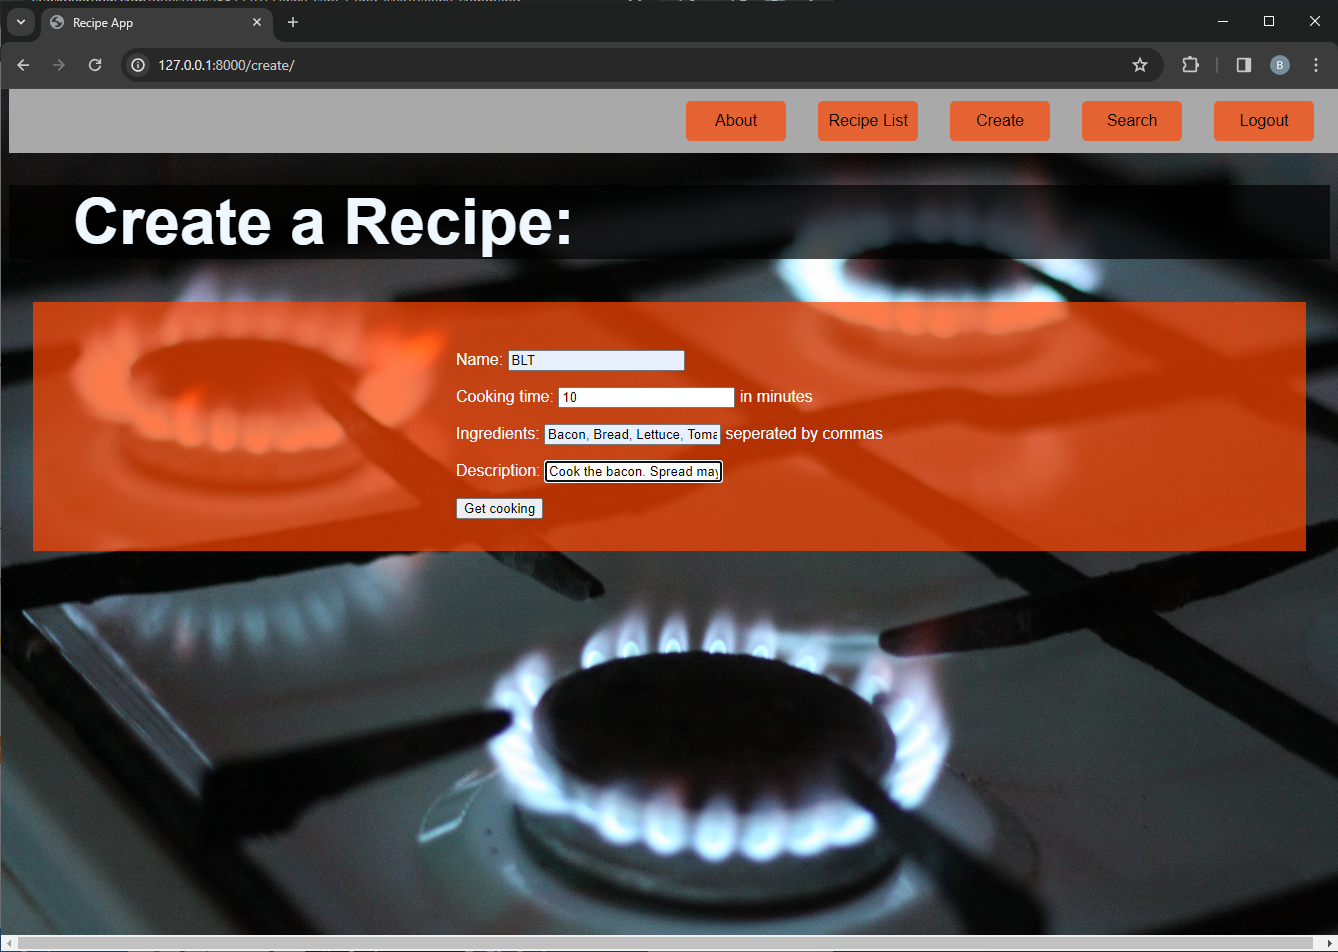 Recipe App
127.0.0.1:8000/create/
B
About Recipe List Create Search Logout
Create a Recipe:
Name: BLT
Cooking time: 10 in minutes
Ingredients: Bacon, Bread, Lettuce, Toma seperated by commas
Description: Cook the bacon. Spread may
Get cooking